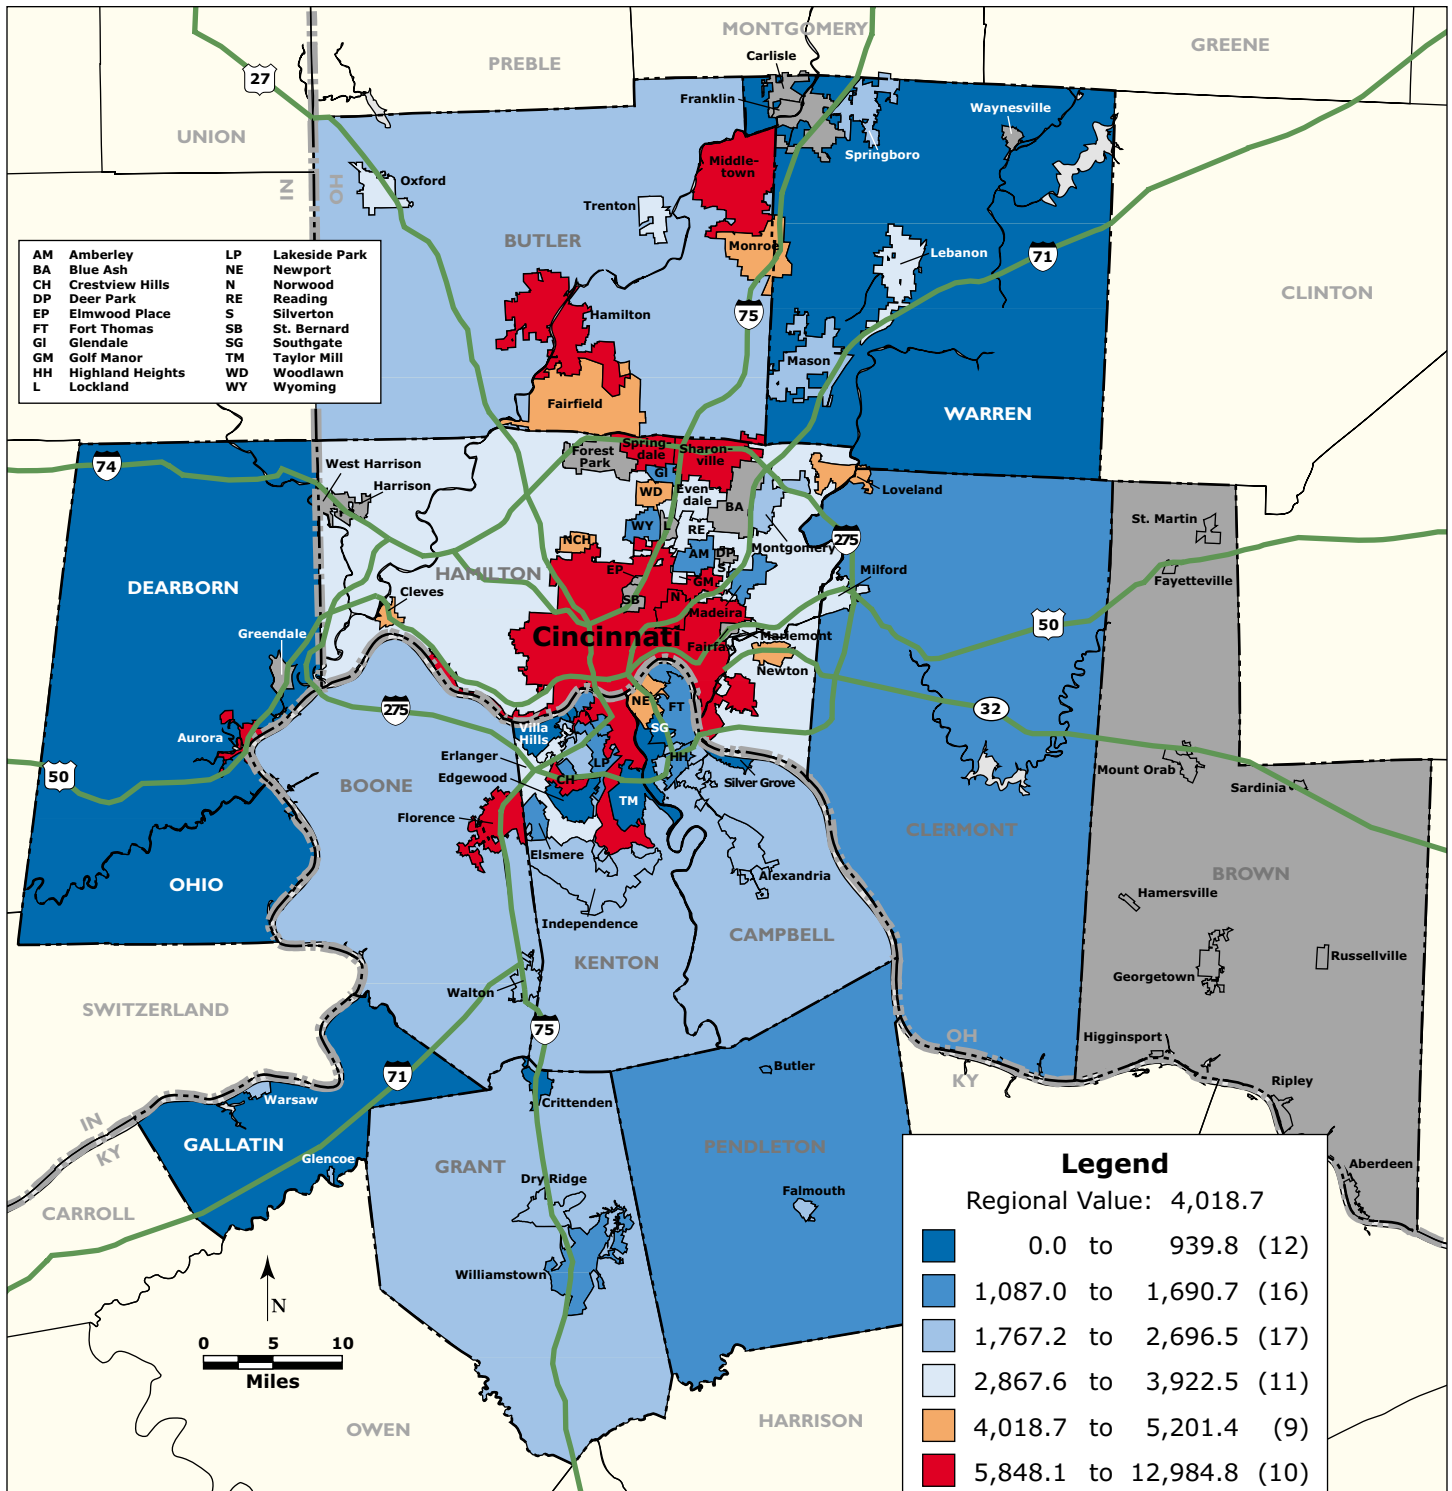 MONTGOMERY
GREENE
PREBLE
Carlisle
27
Franklin
Waynesville
UNION
Springboro
Middle-
town
IN
OH
Oxford
Trenton
BUTLER
Monroe
Lebanon
71
CLINTON
AM Amberley LP Lakeside Park
BA Blue Ash NE Newport
CH Crestview Hills N Norwood
DP Deer Park RE Reading
EP Elmwood Place S Silverton
FT Fort Thomas SB St. Bernard
Gl Glendale SG Southgate
GM Golf Manor TM Taylor Mill
HH Highland Heights WD Woodlawn
L Lockland WY Wyoming
Hamilton
75
Mason
Fairfield
WARREN
74
West Harrison
Harrison
Forest
Park
Spring-
dale
Sharon-
ville
Gl
WD
Even-
dale
BA
Loveland
St. Martin
WY
L
RE
NCH
AM
DP
Montgomery
275
Milford
Fayetteville
DEARBORN
HAMILTON
EP
S
GM
Cleves
SB
N
Madeira
50
Greendale
Cincinnati
Mariemont
Fairfax
Newton
NE
FT
32
275
Aurora
Villa
Hills
SG
50
Erlanger
LP
HH
Edgewood
CH
Silver Grove
Mount Orab
Sardinia
BOONE
TM
Florence
CLERMONT
Elsmere
OHIO
Alexandria
BROWN
Hamersville
Independence
CAMPBELL
KENTON
Russellville
Georgetown
Walton
SWITZERLAND
75
OH
KY
Higginsport
71
Butler
Ripley
Warsaw
Crittenden
IN
KY
GALLATIN
PENDLETON
Glencoe
GRANT
Aberdeen
Dry Ridge
Falmouth
CARROLL
Williamstown
N
0 5 10
Miles
OWEN
HARRISON
Legend
Regional Value: 4,018.7
0.0 to 939.8 (12)
1,087.0 to 1,690.7 (16)
1,767.2 to 2,696.5 (17)
2,867.6 to 3,922.5 (11)
4,018.7 to 5,201.4 (9)
5,848.1 to 12,984.8 (10)